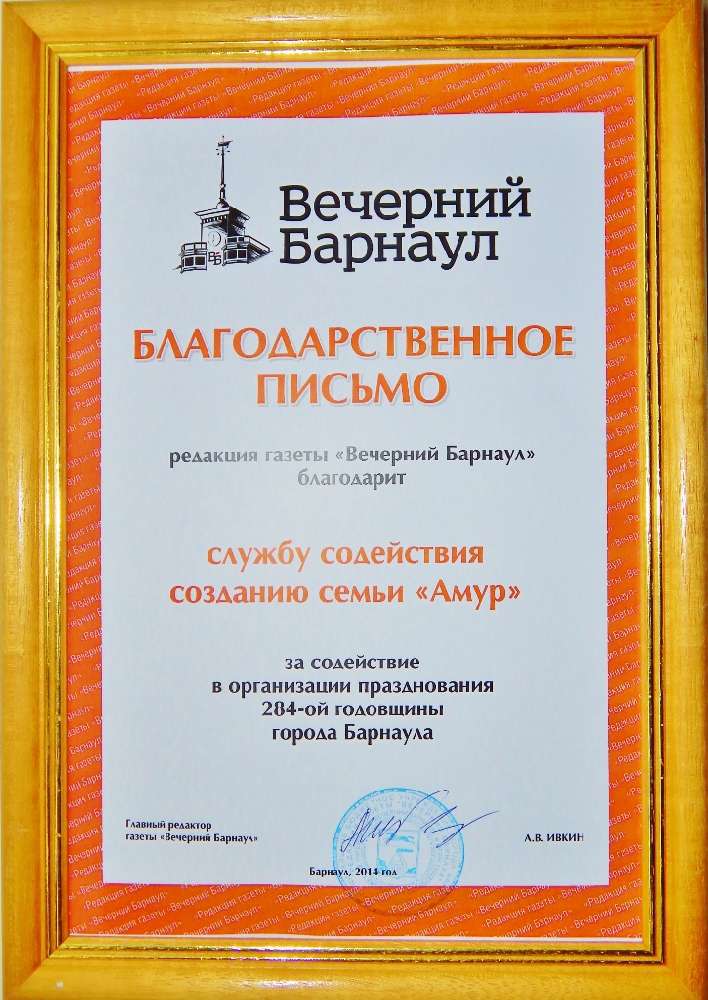 Вечерний
Барнаул
ВБ
БЛАГОДАРСТВЕННОЕ
ПИСЬМО
редакция газеты «Вечерний Барнаул»
благодарит
службу содействия
созданию семьи «Амур»
за содействие
в организации празднования
284-ой годовщины
города Барнаула
Главный редактор
газеты «Вечерний Барнаул»
А.В. ИВКИН
Барнаул, 2014 год